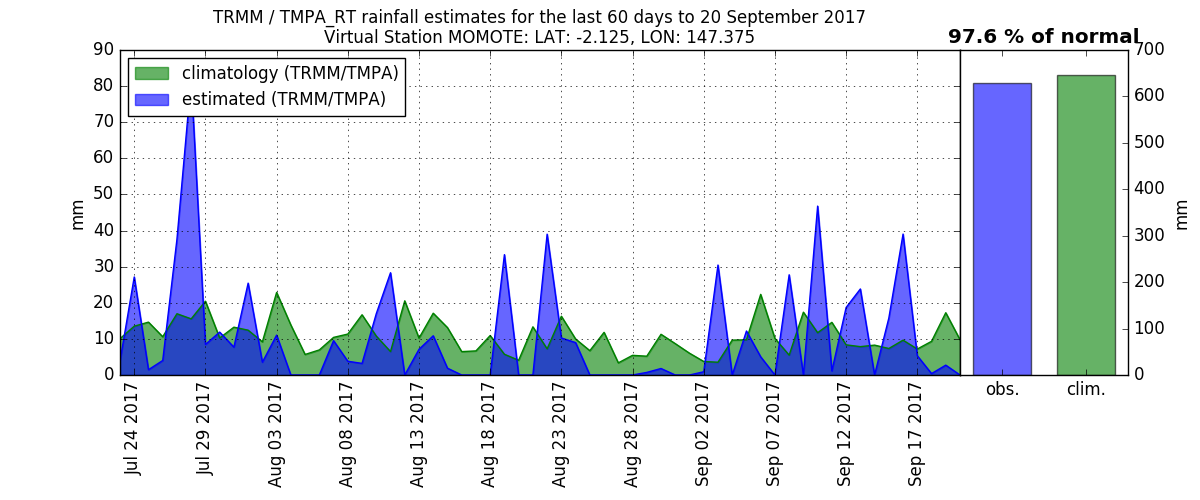 TRMM / TMPA_RT rainfall estimates for the last 60 days to 20 September 2017
Virtual Station MOMOTE: LAT: -2.125, LON: 147.375
97.6 % of normal
climatology (TRMM/TMPA)
estimated (TRMM/TMPA)
90
80
70
60
50
40
30
20
10
0
mm
Jul 24 2017
Jul 29 2017
Aug 03 2017
Aug 08 2017
Aug 13 2017
Aug 18 2017
Aug 23 2017
Aug 28 2017
Sep 02 2017
Sep 07 2017
Sep 12 2017
Sep 17 2017
obs.
clim.
700
600
500
400
300
200
100
0
mm